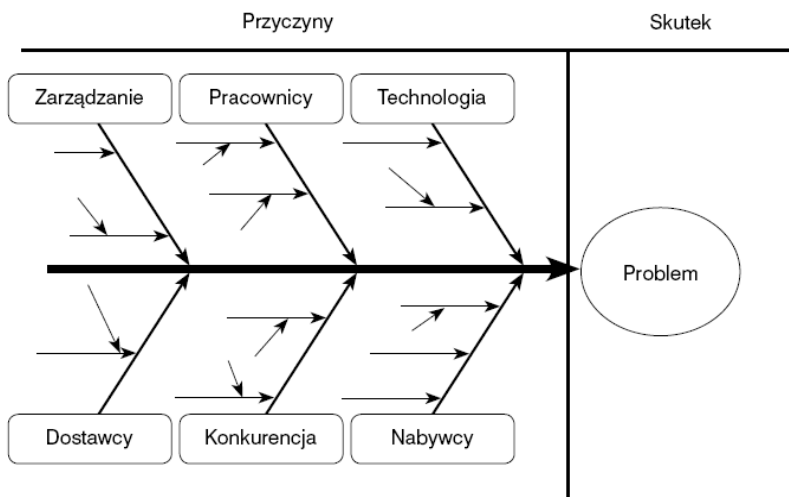 Przyczyny
Skutek
Zarządzanie
Pracownicy
Technologia
Problem
Dostawcy
Konkurencja
Nabywcy